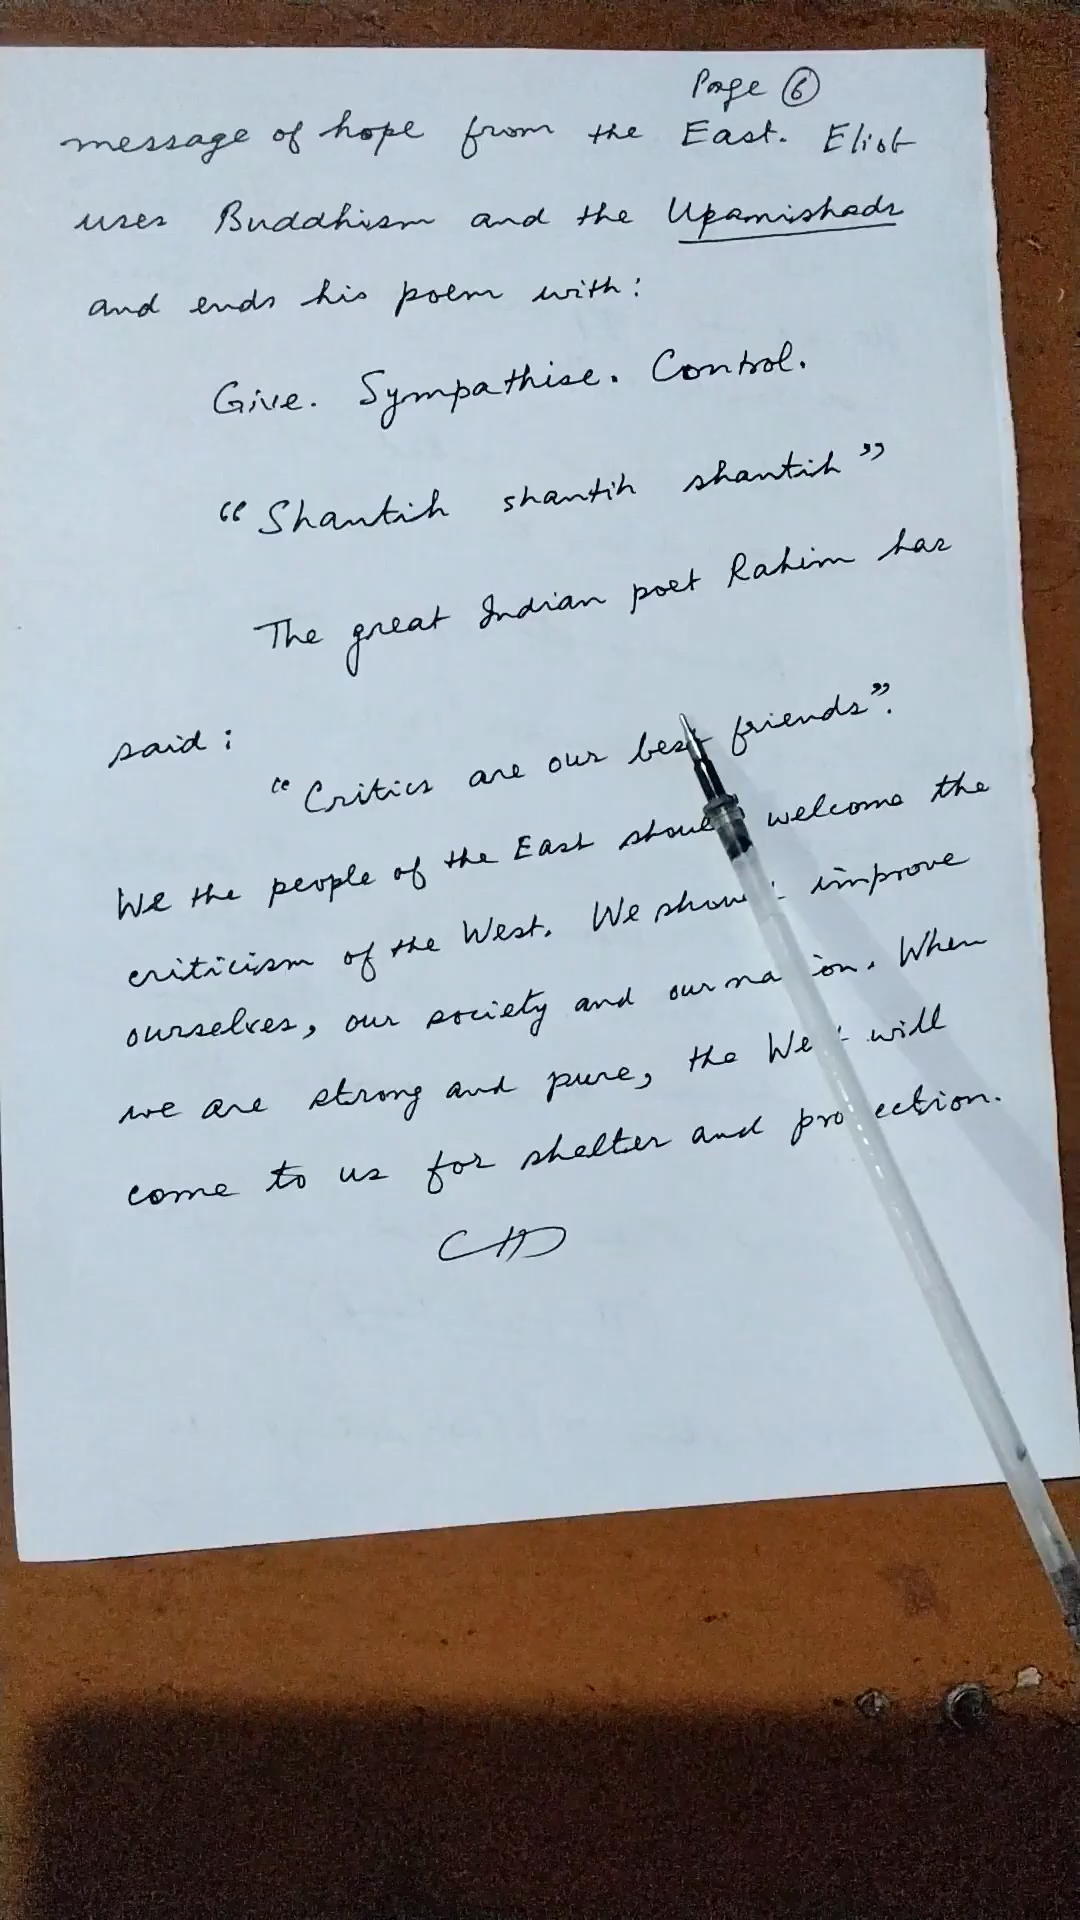 Page 6
message of hope from the East. Eliot
uses Buddhism and the Upanishads
and ends his poem with:
Give. Sympathise. Control.
"Shantih shantih shantih"
The great Indian poet Rahim has
said:
"Critics are our best friends".
We the people of the East should welcome the
criticism of the West. We should improve
ourselves, our society and our nation. When
we are strong and pure, the West will
come to us for shelter and protection.